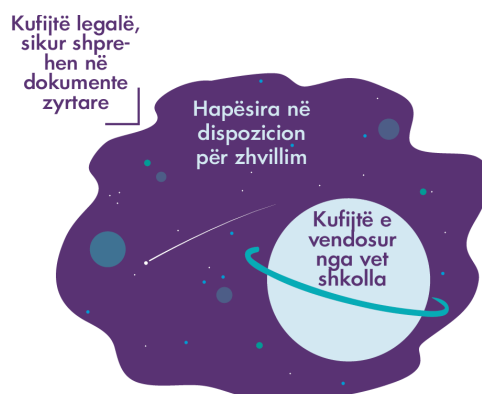 Kufijtë legalë,
sikur shpre-
hen në
dokumente
zyrtare
Hapësira në
dispozicion
për zhvillim
Kufijtë e
vendosur
nga vet
shkolla